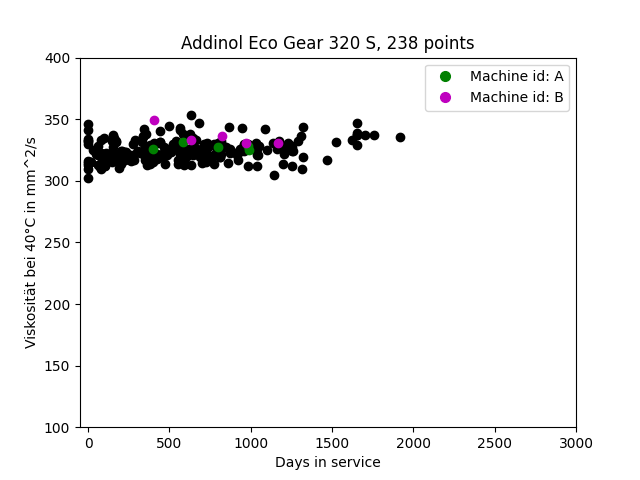 Addinol Eco Gear 320 S, 238 points
Machine id: A
Machine id: B
Viskosität bei 40°C in mm^2/s
400
350
300
250
200
150
100
0
500
1000
1500
2000
2500
3000
Days in service